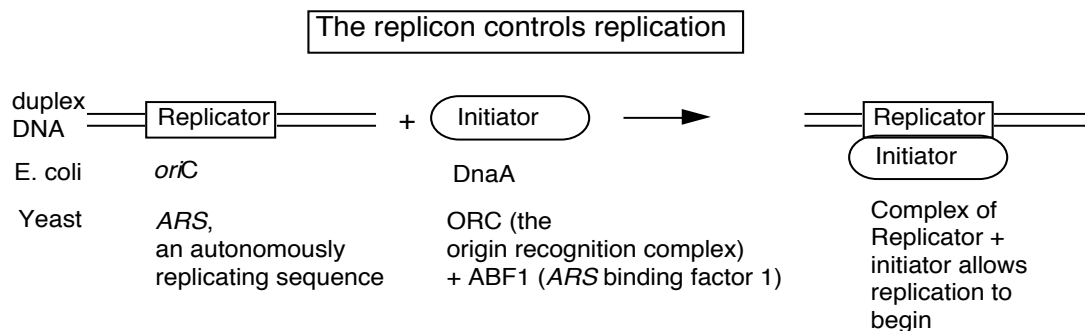 The replicon controls replication
duplex
DNA
Replicator
+
Initiator
Replicator
Initiator
E. coli
oriC
DnaA
Yeast
ARS,
an autonomously
replicating sequence
ORC (the
origin recognition complex)
+ ABF1 (ARS binding factor 1)
Complex of
Replicator +
initiator allows
replication to
begin